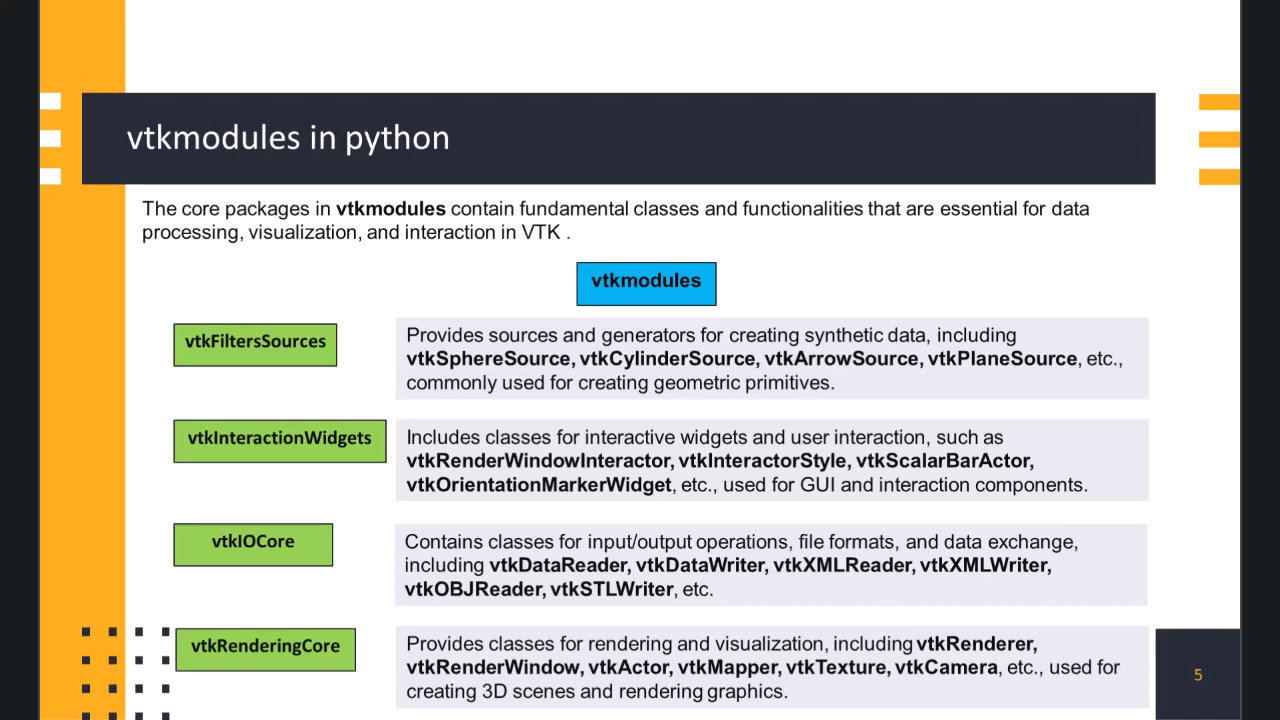 vtkmodules in python
The core packages in vtkmodules contain fundamental classes and functionalities that are essential for data
processing, visualization, and interaction in VTK .
vtkmodules
vtkFiltersSources
Provides sources and generators for creating synthetic data, including
vtkSphereSource, vtkCylinderSource, vtkArrowSource, vtkPlaneSource, etc.,
commonly used for creating geometric primitives.
vtkInteractionWidgets
Includes classes for interactive widgets and user interaction, such as
vtkRenderWindowInteractor, vtkInteractorStyle, vtkScalarBarActor,
vtkOrientationMarkerWidget, etc., used for GUI and interaction components.
vtkIOCore
Contains classes for input/output operations, file formats, and data exchange,
including vtkDataReader, vtkDataWriter, vtkXMLReader, vtkXMLWriter,
vtkOBJReader, vtkSTLWriter, etc.
vtkRenderingCore
Provides classes for rendering and visualization, including vtkRenderer,
vtkRenderWindow, vtkActor, vtkMapper, vtkTexture, vtkCamera, etc., used for
creating 3D scenes and rendering graphics.
5